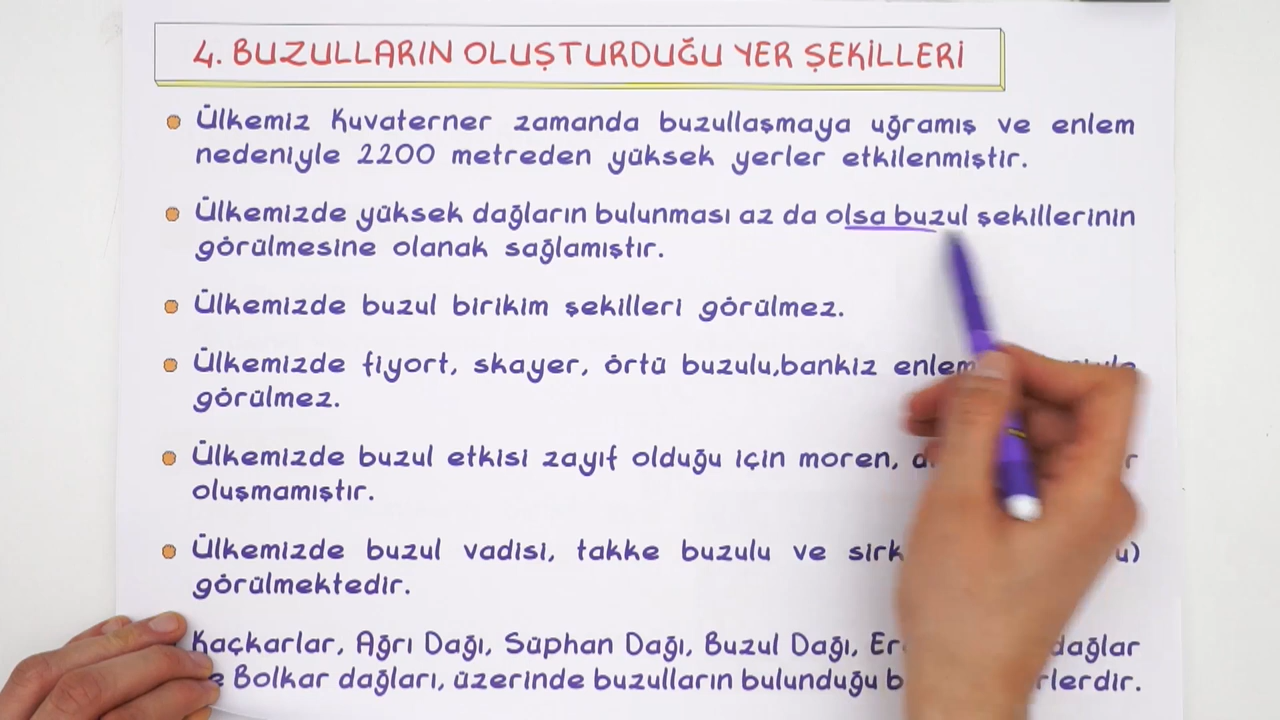 4. BUZULLARIN OLUŞTURDUĞU YER ŞEKİLLERİ
Ülkemiz Kuvaterner zamanda buzullaşmaya uğramış ve enlem
nedeniyle 2200 metreden yüksek yerler etkilenmiştir.
Ülkemizde yüksek dağların bulunması az da olsa buzul şekillerinin
görülmesine olanak sağlamıştır.
Ülkemizde buzul birikim şekilleri görülmez.
Ülkemizde fiyort, skayer, örtü buzulu,bankiz enlem
görülmez.
Ülkemizde buzul etkisi zayıf olduğu için moren,
oluşmamıştır.
Ülkemizde buzul vadisi, takke buzulu ve sirk
görülmektedir.
Kaçkarlar, Ağrı Dağı, Süphan Dağı, Buzul Dağı, dağlar
Bolkar dağları, üzerinde buzulların bulunduğu